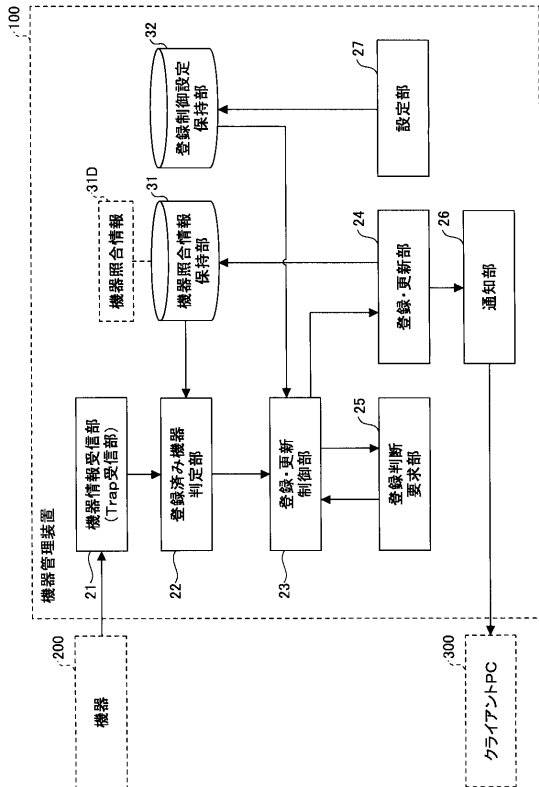 100
機器管理装置
200
機器
21
機器情報受信部
(Trap受信部)
22
登録済み機器
判定部
23
登録・更新
制御部
25
登録判断
要求部
31D
機器照合情報
31
機器照合情報
保持部
32
登録制御設定
保持部
24
登録・更新部
27
設定部
26
通知部
300
クライアントPC